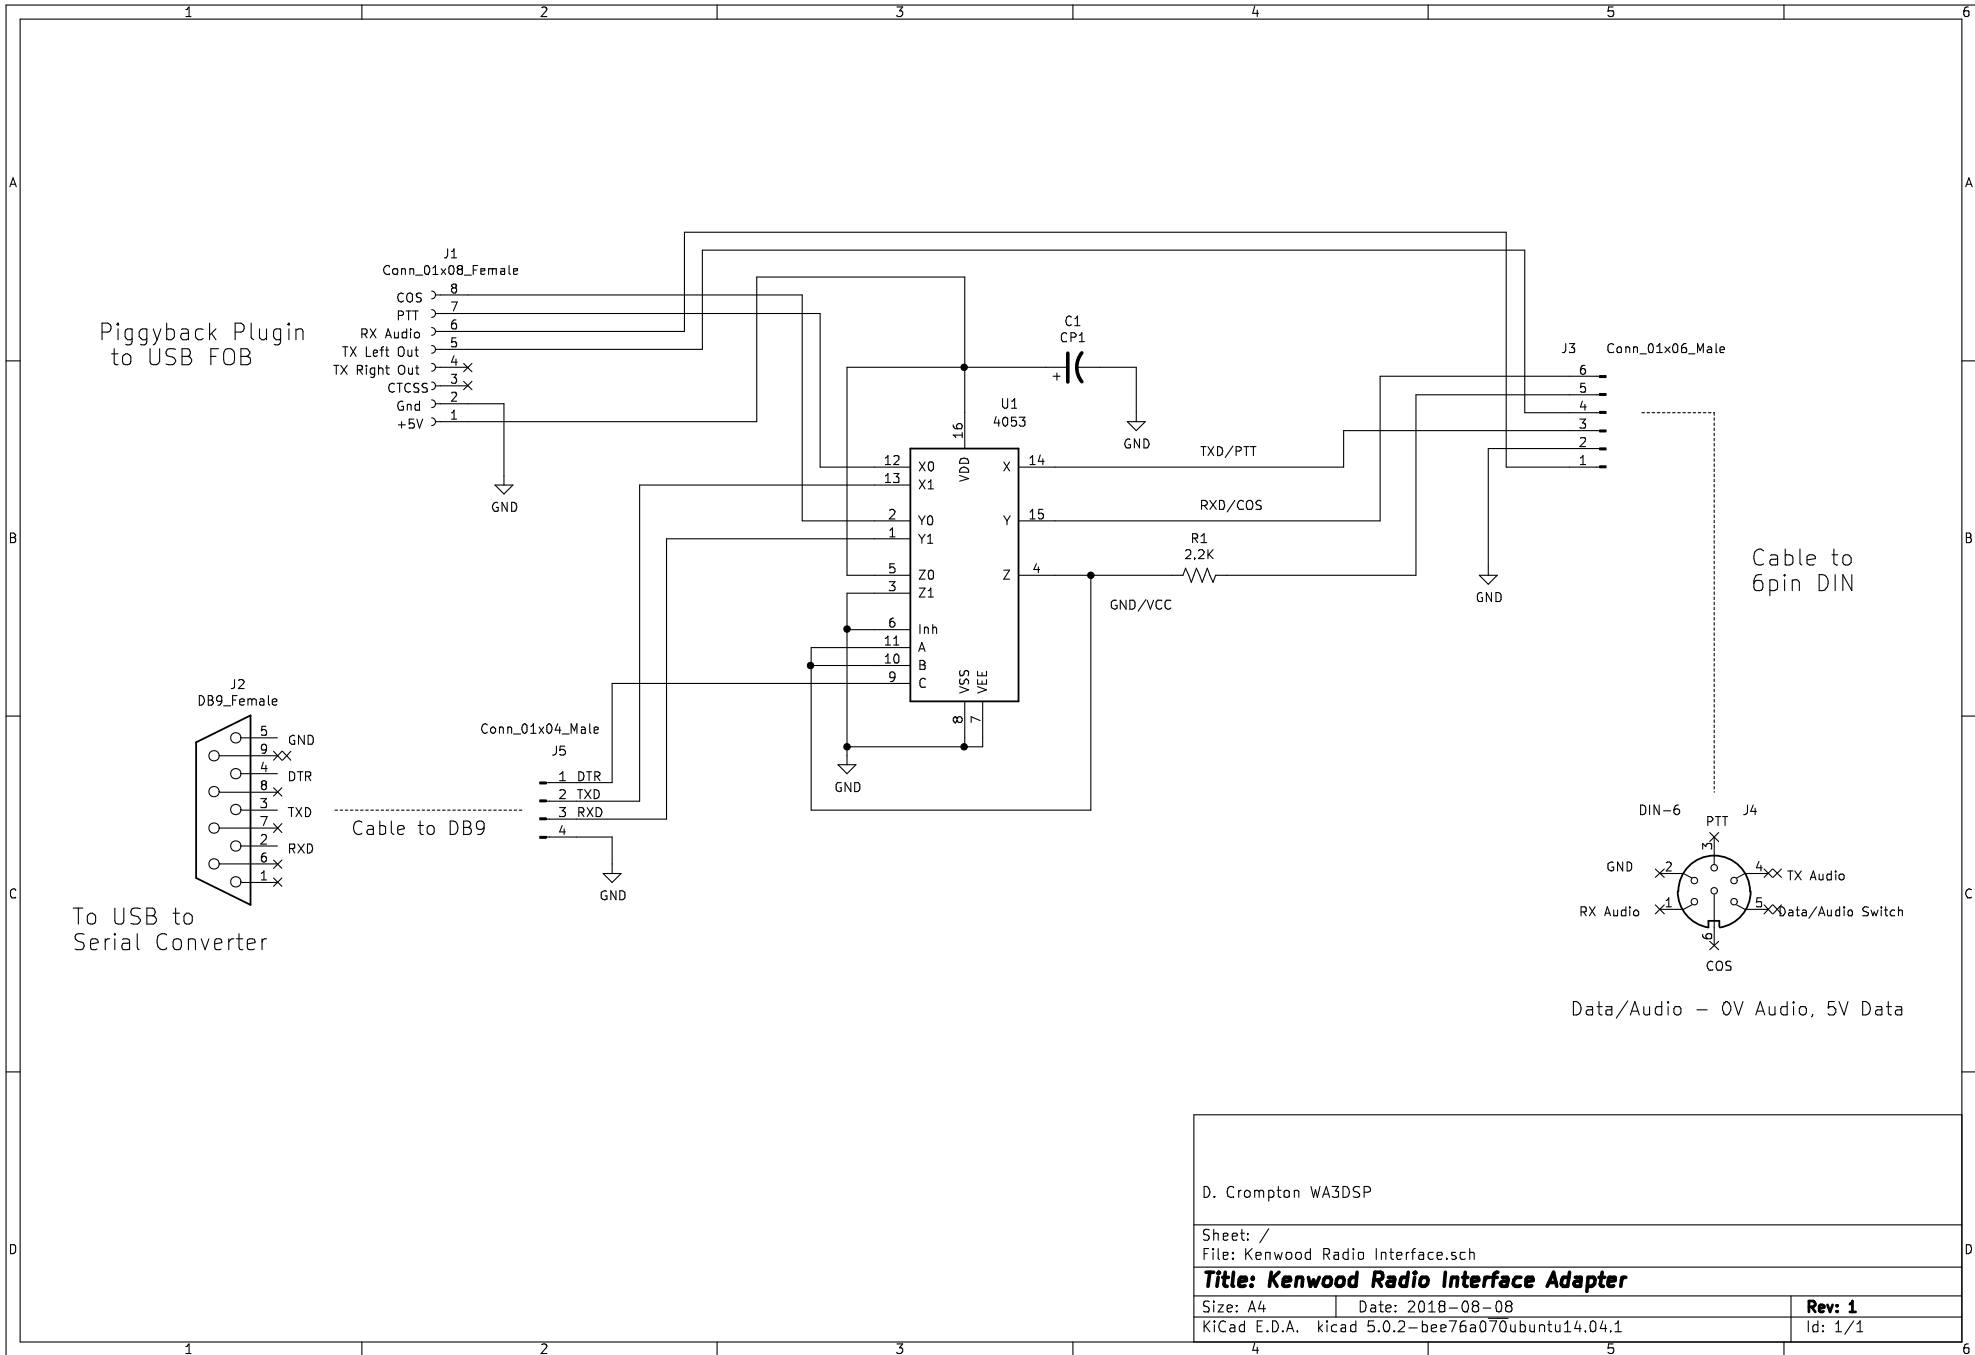 1 2 3 4 5 6
A A
J1
Conn_01x08_Female
COS 8
PTT 7
RX Audio 6
TX Left Out 5
TX Right Out 4
CTCSS 3
Gnd 2
+5V 1
GND
Piggyback Plugin
to USB FOB
C1
CP1
+
GND
U1
4053
16
VDD
12 X0
13 X1
2 Y0
1 Y1
5 Z0
3 Z1
6 Inh
11 A
10 B
9 C
X 14
Y 15
Z 4
VSS
VEE
8
7
GND
TXD/PTT
RXD/COS
R1
2.2K
GND/VCC
J3 Conn_01x06_Male
6
5
4
3
2
1
GND
Cable to
6pin DIN
B B
J2
DB9_Female
5 GND
9
4 DTR
8
3 TXD
7
2 RXD
6
1
Cable to DB9
Conn_01x04_Male
J5
1 DTR
2 TXD
3 RXD
4
GND
To USB to
Serial Converter
DIN-6 J4
PTT
3
GND 2
4 TX Audio
RX Audio 1
5 Data/Audio Switch
6
COS
Data/Audio – 0V Audio, 5V Data
C C
D. Crompton WA3DSP
Sheet: /
File: Kenwood Radio Interface.sch
Title: Kenwood Radio Interface Adapter
Size: A4 Date: 2018-08-08 Rev: 1
KiCad E.D.A. kicad 5.0.2-bee76a070ubuntu14.04.1 Id: 1/1
D D
1 2 3 4 5 6